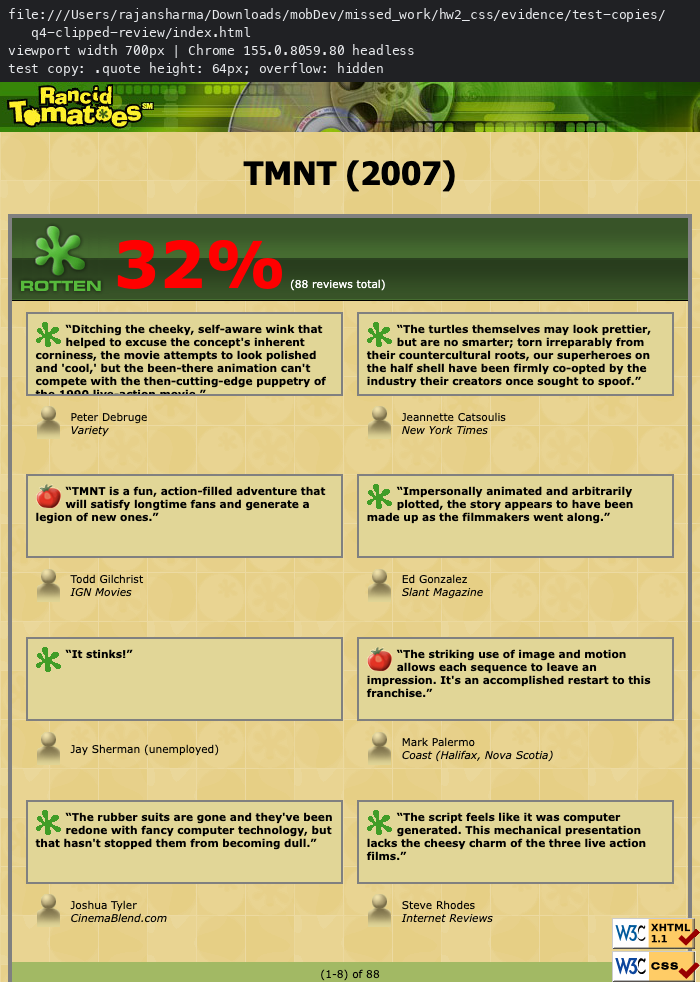 file:///Users/rajansharma/Downloads/mobDev/missed_work/hw2_css/evidence/test-copies/
q4-clipped-review/index.html
viewport width 700px | Chrome 155.0.8059.80 headless
test copy: .quote height: 64px; overflow: hidden
Rancid
Tomatoes SM
TMNT (2007)
ROTTEN
32% (88 reviews total)
“Ditching the cheeky, self-aware wink that
helped to excuse the concept's inherent
corniness, the movie attempts to look polished
and 'cool,' but the been-there animation can't
compete with the then-cutting-edge puppetry of
the 1990 live-action movie.”
Peter Debruge
Variety
“The turtles themselves may look prettier,
but are no smarter; torn irreparably from
their countercultural roots, our superheroes on
the half shell have been firmly co-opted by the
industry their creators once sought to spoof.”
Jeannette Catsoulis
New York Times
“TMNT is a fun, action-filled adventure that
will satisfy longtime fans and generate a
legion of new ones.”
Todd Gilchrist
IGN Movies
“Impersonally animated and arbitrarily
plotted, the story appears to have been
made up as the filmmakers went along.”
Ed Gonzalez
Slant Magazine
“It stinks!”
Jay Sherman (unemployed)
“The striking use of image and motion
allows each sequence to leave an
impression. It's an accomplished restart to this
franchise.”
Mark Palermo
Coast (Halifax, Nova Scotia)
“The rubber suits are gone and they've been
redone with fancy computer technology, but
that hasn't stopped them from becoming dull.”
Joshua Tyler
CinemaBlend.com
“The script feels like it was computer
generated. This mechanical presentation
lacks the cheesy charm of the three live action
films.”
Steve Rhodes
Internet Reviews
W3C XHTML
1.1
W3C css
(1-8) of 88